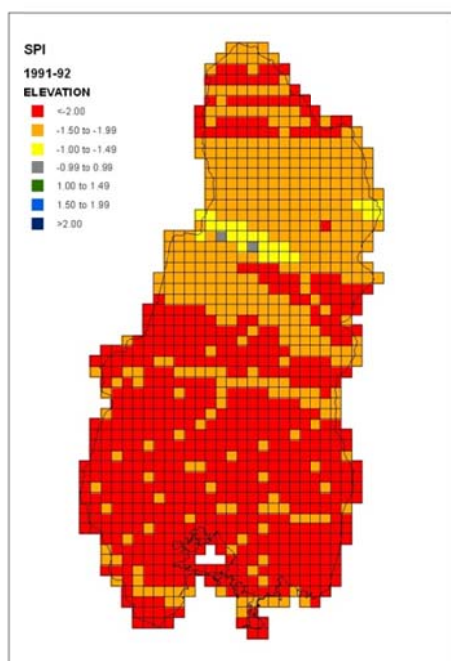 SPI
1991-92
ELEVATION
<-2.00
-1.50 to -1.99
-1.00 to -1.49
-0.99 to 0.99
1.00 to 1.49
1.50 to 1.99
>2.00